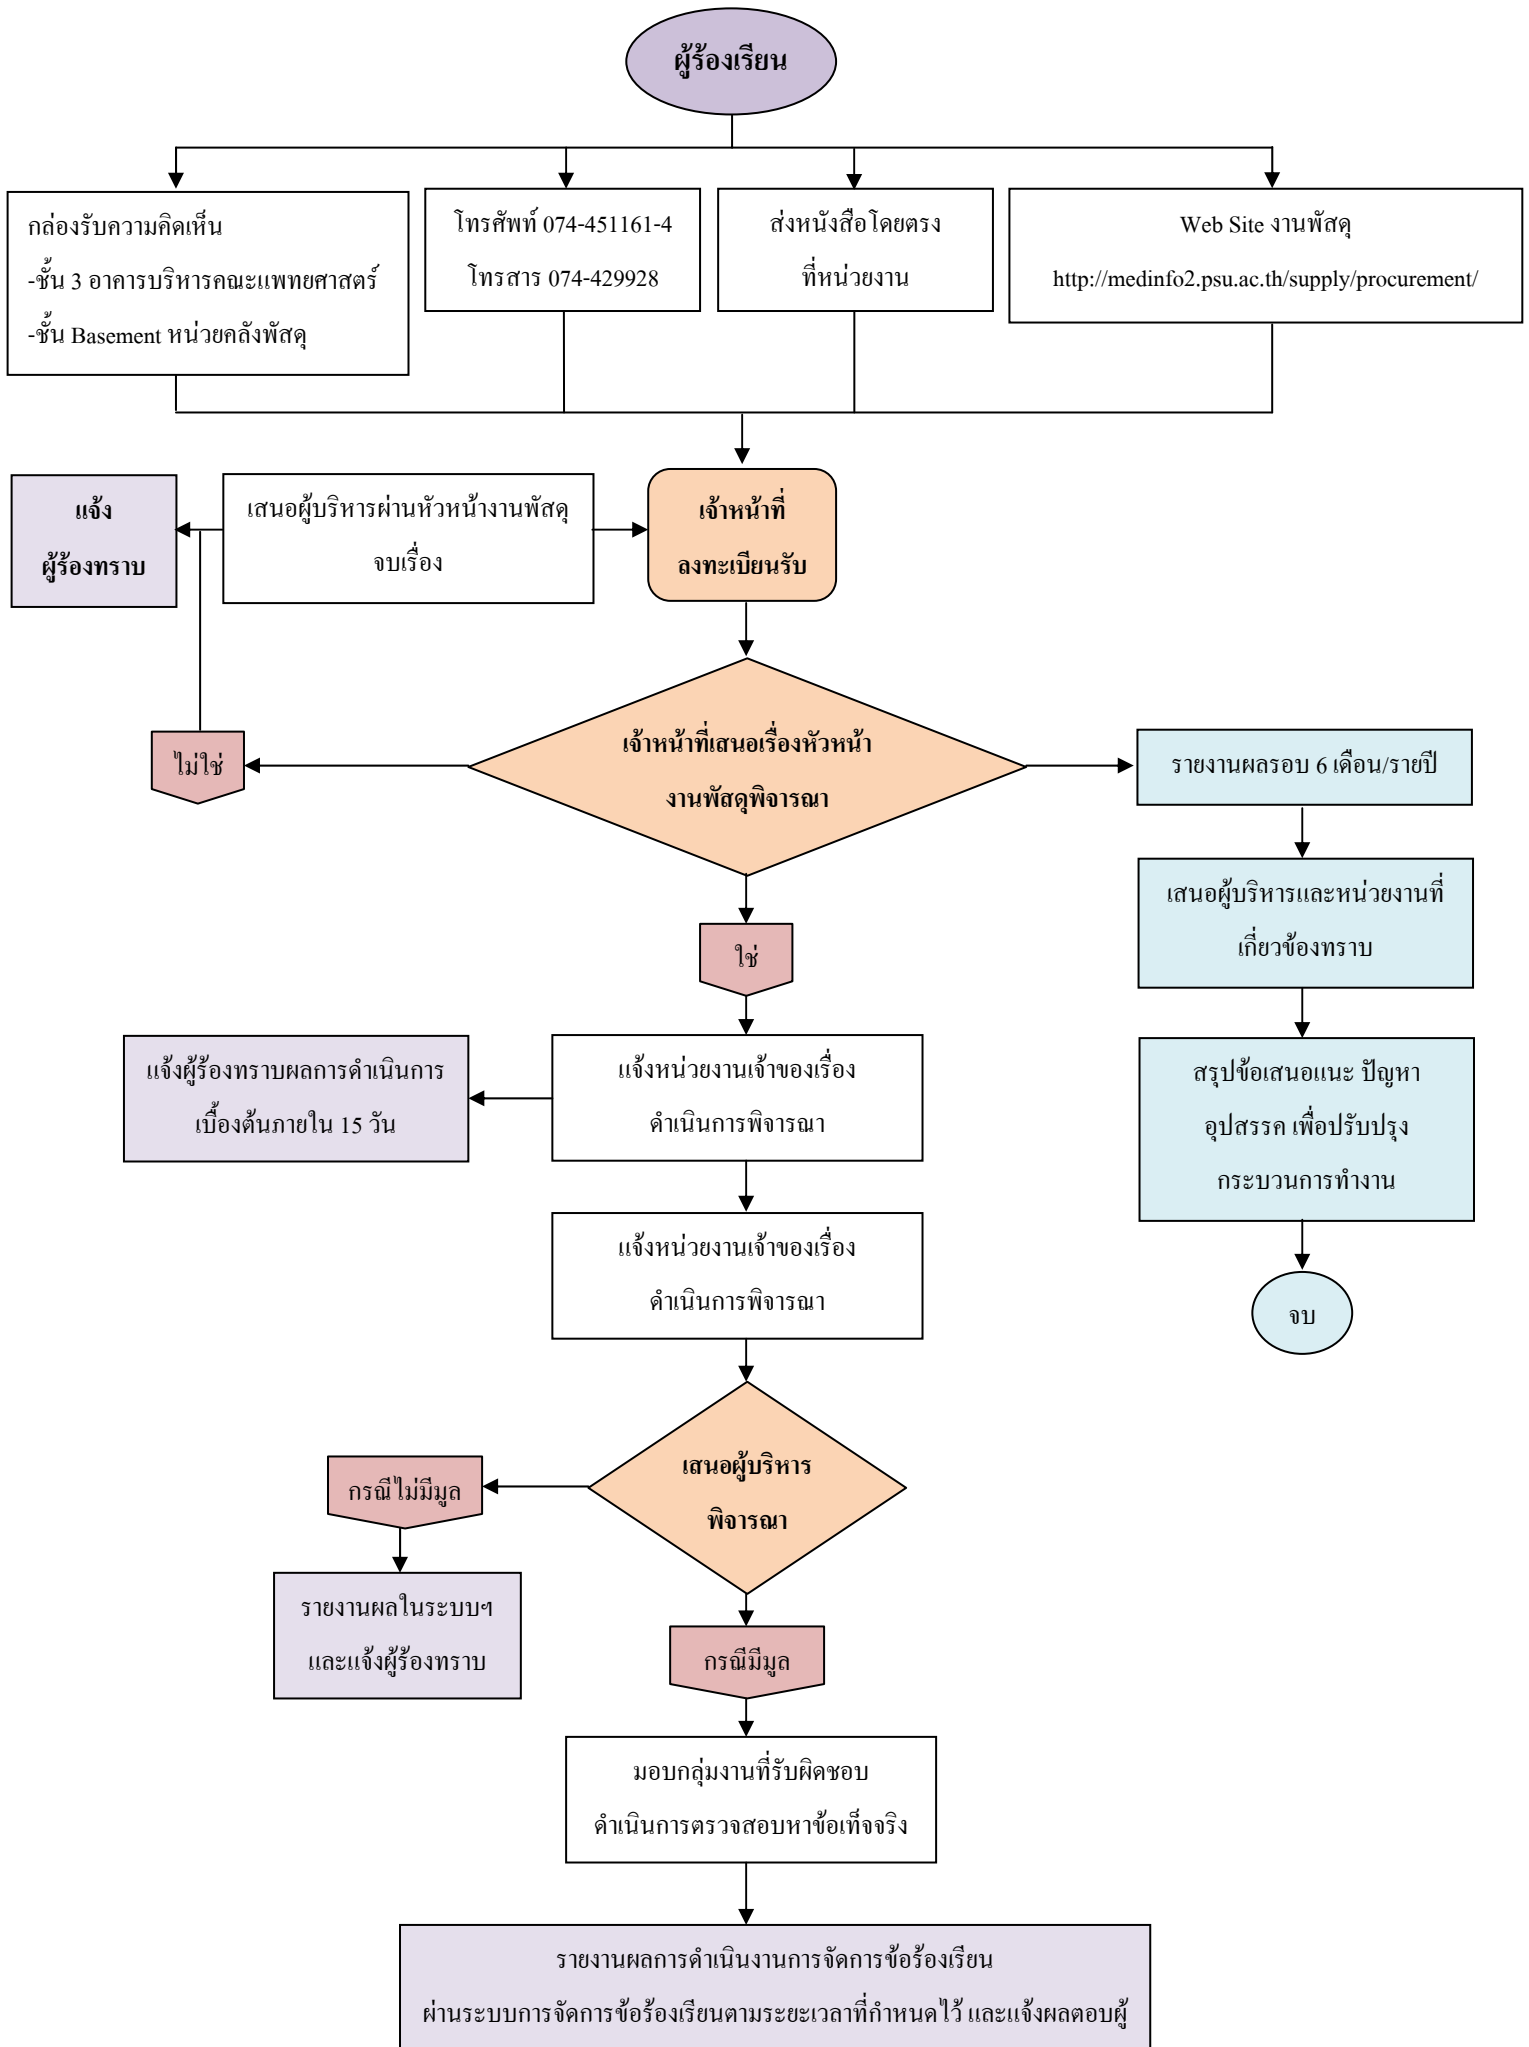 ผู้ร้องเรียน
กล่องรับความคิดเห็น
-ชั้น 3 อาคารบริหารคณะแพทยศาสตร์
-ชั้น Basement หน่วยคลังพัสดุ
โทรศัพท์ 074-451161-4
โทรสาร 074-429928
ส่งหนังสือโดยตรง
ที่หน่วยงาน
Web Site งานพัสดุ
http://medinfo2.psu.ac.th/supply/procurement/
แจ้ง
ผู้ร้องทราบ
เสนอผู้บริหารผ่านหัวหน้างานพัสดุ
จบเรื่อง
เจ้าหน้าที่
ลงทะเบียนรับ
เจ้าหน้าที่เสนอเรื่องหัวหน้า
งานพัสดุพิจารณา
ไม่ใช่
รายงานผลรอบ 6 เดือน/รายปี
เสนอผู้บริหารและหน่วยงานที่
เกี่ยวข้องทราบ
ใช่
แจ้งผู้ร้องทราบผลการดำเนินการ
เบื้องต้นภายใน 15 วัน
แจ้งหน่วยงานเจ้าของเรื่อง
ดำเนินการพิจารณา
สรุปข้อเสนอแนะ ปัญหา
อุปสรรค เพื่อปรับปรุง
กระบวนการทำงาน
แจ้งหน่วยงานเจ้าของเรื่อง
ดำเนินการพิจารณา
จบ
เสนอผู้บริหาร
พิจารณา
กรณีไม่มีมูล
รายงานผลในระบบฯ
และแจ้งผู้ร้องทราบ
กรณีมีมูล
มอบกลุ่มงานที่รับผิดชอบ
ดำเนินการตรวจสอบหาข้อเท็จจริง
รายงานผลการดำเนินงานการจัดการข้อร้องเรียน
ผ่านระบบการจัดการข้อร้องเรียนตามระยะเวลาที่กำหนดไว้ และแจ้งผลตอบผู้